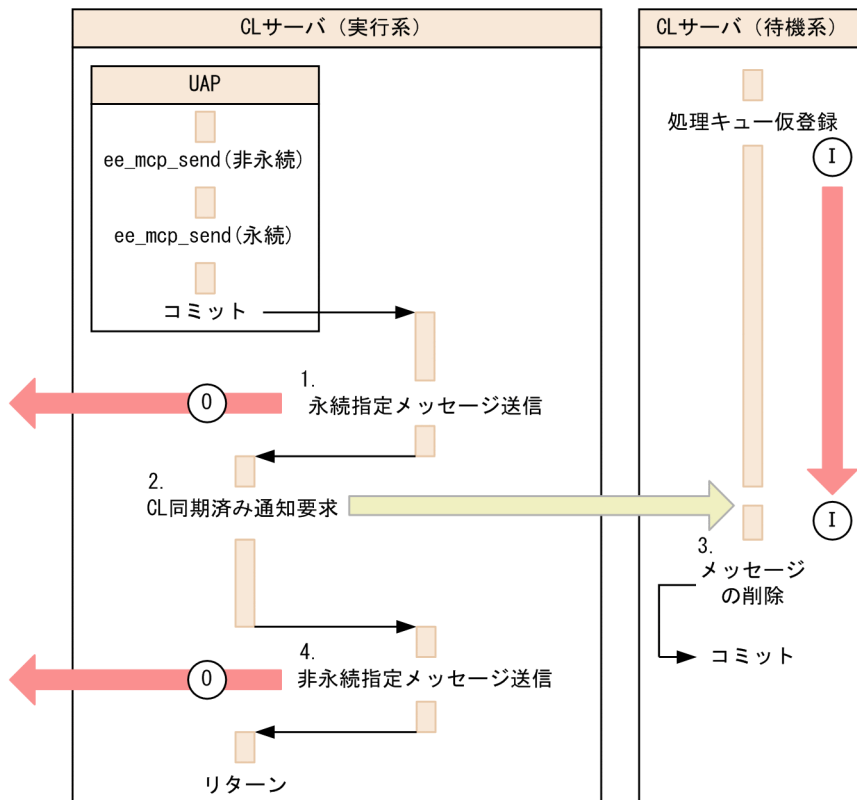 CLサーバ（実行系）
UAP
ee_mcp_send(非永続)
ee_mcp_send(永続)
コミット
1.
O
永続指定メッセージ送信
2.
CL同期済み通知要求
4.
O
非永続指定メッセージ送信
リターン
CLサーバ（待機系）
処理キュー仮登録
I
I
3.
メッセージ
の削除
コミット